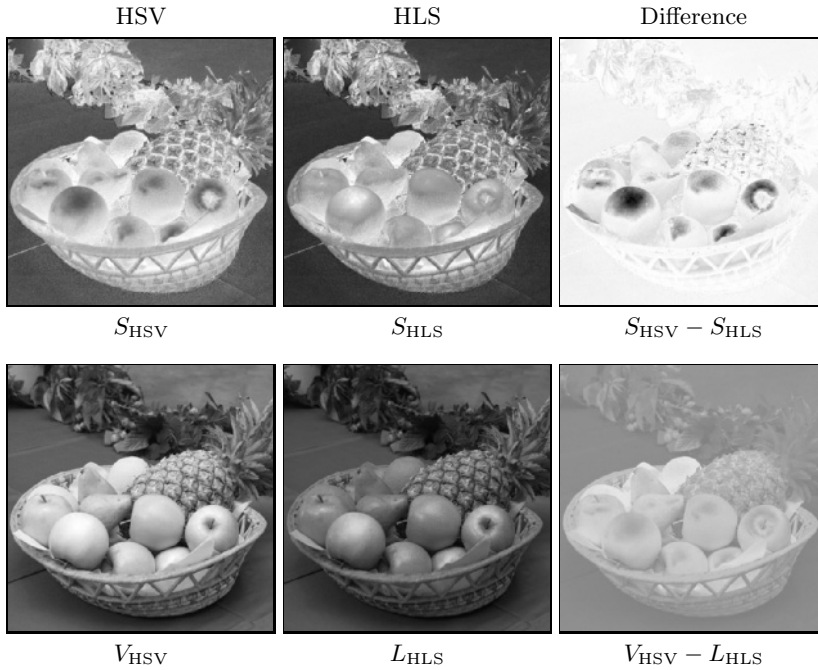 HSV HLS Difference
S_HSV S_HLS S_HSV − S_HLS
V_HSV L_HLS V_HSV − L_HLS